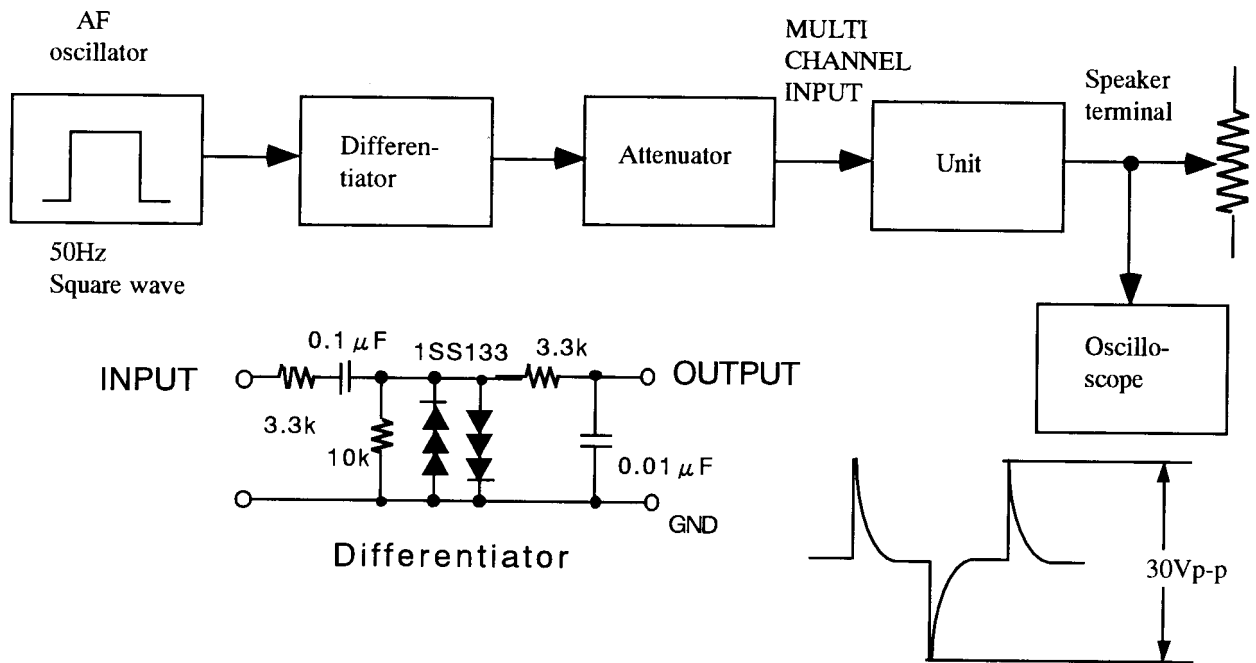 AF
oscillator
MULTI
CHANNEL
INPUT
Speaker
terminal
Differen-
tiator
Attenuator
Unit
50Hz
Square wave
Oscillo-
scope
0.1 μF
1SS133
3.3k
INPUT
OUTPUT
3.3k
10k
0.01 μF
GND
Differentiator
30Vp-p